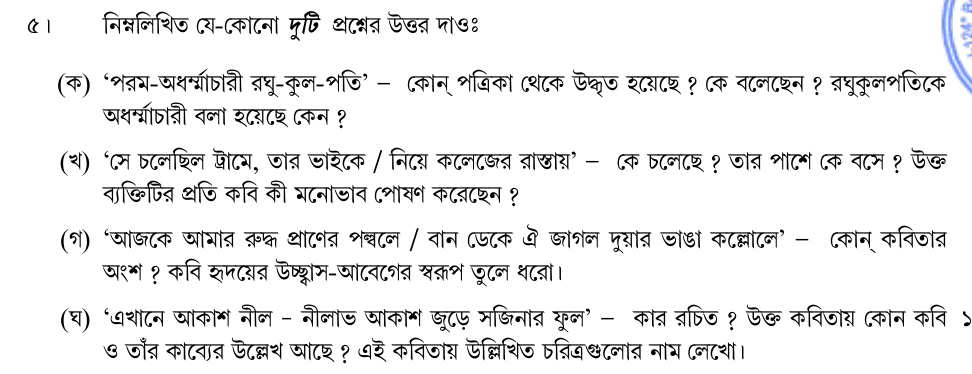 ৫। নিম্নলিখিত যে-কোনো দুটি প্রশ্নের উত্তর দাওঃ
(ক) ‘পরম-অধর্ম্মাচারী রঘু-কুল-পতি’ – কোন্ পত্রিকা থেকে উদ্ধৃত হয়েছে ? কে বলেছেন ? রঘুকুলপতিকে
অধর্ম্মাচারী বলা হয়েছে কেন ?
(খ) ‘সে চলেছিল ট্রামে, তার ভাইকে / নিয়ে কলেজের রাস্তায়’ – কে চলেছে ? তার পাশে কে বসে ? উক্ত
ব্যক্তিটির প্রতি কবি কী মনোভাব পোষণ করেছেন ?
(গ) ‘আজকে আমার রুদ্ধ প্রাণের পল্বলে / বান ডেকে ঐ জাগল দুয়ার ভাঙা কল্লোলে’ – কোন্ কবিতার
অংশ ? কবি হৃদয়ের উচ্ছ্বাস-আবেগের স্বরূপ তুলে ধরো।
(ঘ) ‘এখানে আকাশ নীল - নীলাভ আকাশ জুড়ে সজিনার ফুল’ – কার রচিত ? উক্ত কবিতায় কোন কবি ১
ও তাঁর কাব্যের উল্লেখ আছে ? এই কবিতায় উল্লিখিত চরিত্রগুলোর নাম লেখো।